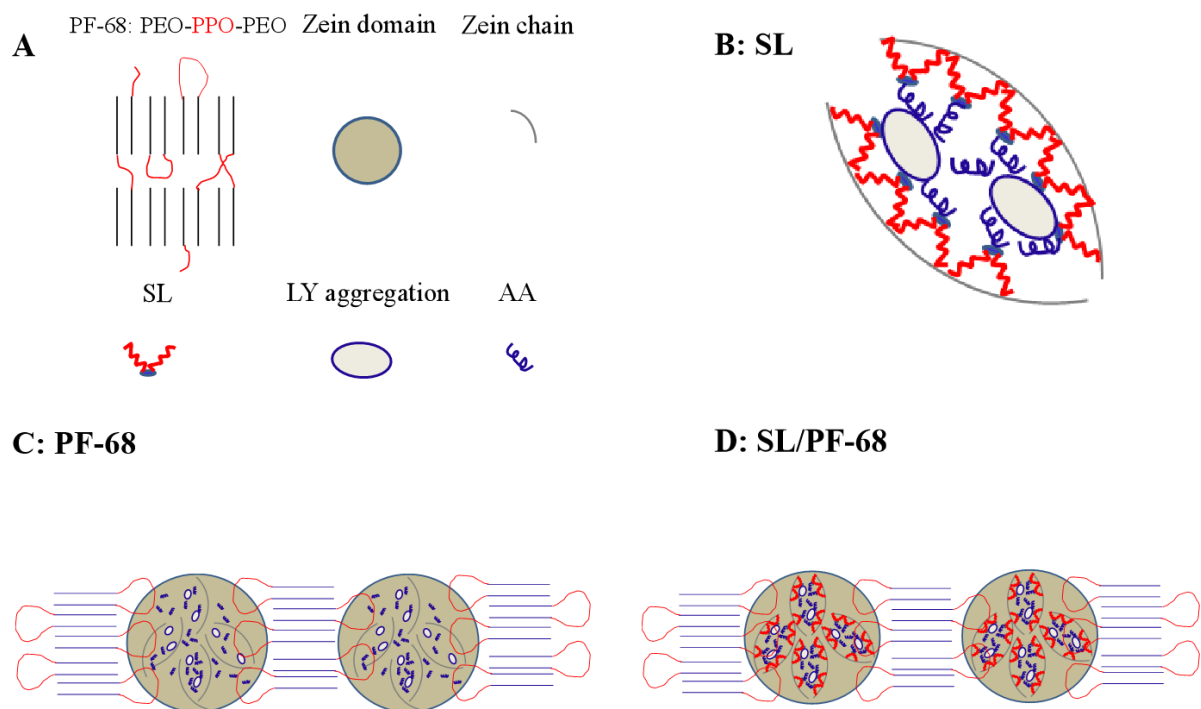 A
PF-68: PEO-PPO-PEO
Zein domain
Zein chain
B: SL
SL
LY aggregation
AA
C: PF-68
D: SL/PF-68